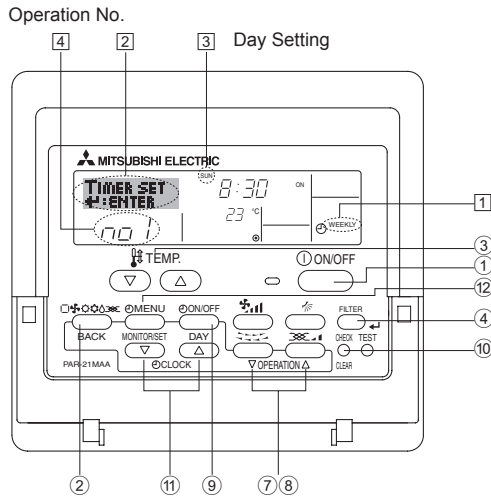 Operation No.
4 2 3 Day Setting
MITSUBISHI ELECTRIC
SUN
TIMER SET
:ENTER
8:30 ON
23 °C
no 1
WEEKLY 1
TEMP. ON/OFF
3
1
12
MENU ON/OFF FILTER
BACK MONITOR/SET DAY CHECK TEST
4
PAR-21MAA CLOCK OPERATION CLEAR
10
2 11 9 7 8